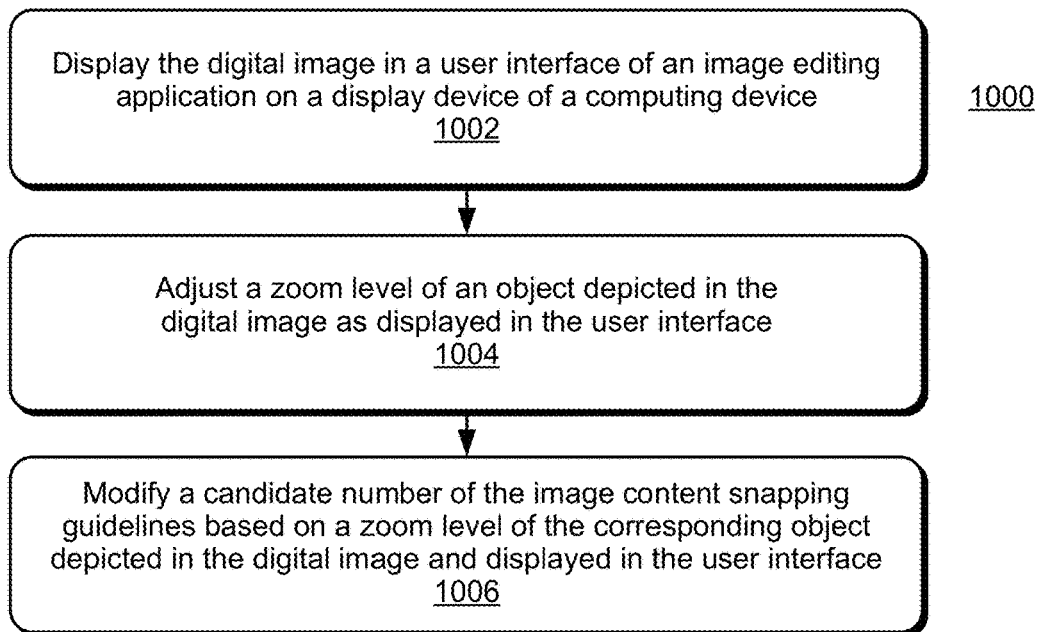 Display the digital image in a user interface of an image editing
application on a display device of a computing device
1002
1000
Adjust a zoom level of an object depicted in the
digital image as displayed in the user interface
1004
Modify a candidate number of the image content snapping
guidelines based on a zoom level of the corresponding object
depicted in the digital image and displayed in the user interface
1006